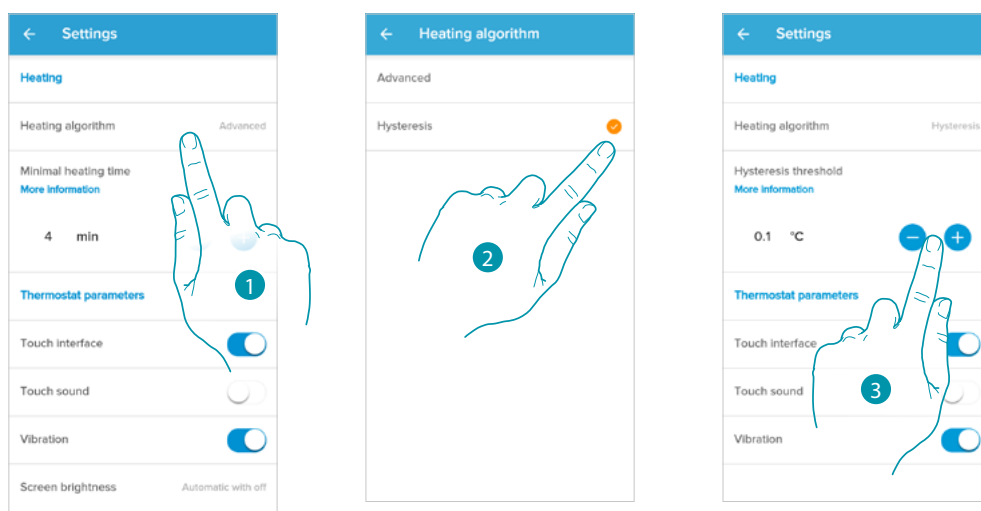 Settings
Heating
Heating algorithm Advanced
Minimal heating time
More information
4 min
1
Thermostat parameters
Touch interface
Touch sound
Vibration
Screen brightness Automatic with off
Heating algorithm
Advanced
Hysteresis
2
Settings
Heating
Heating algorithm Hysteresis
Hysteresis threshold
More information
0.1 °C
Thermostat parameters
Touch interface
Touch sound
3
Vibration